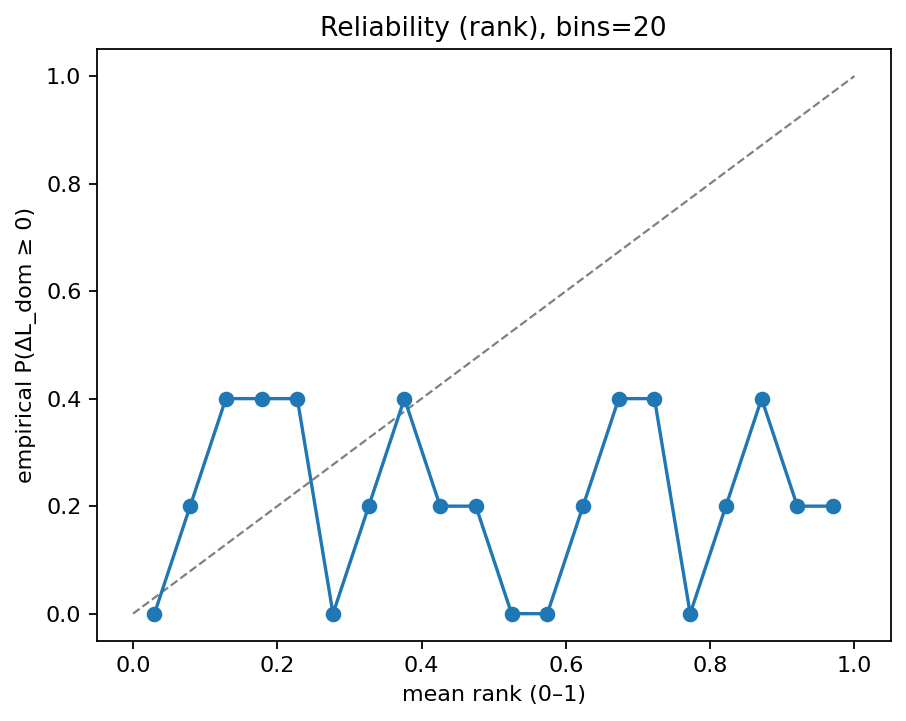 Reliability (rank), bins=20
empirical P(ΔL_dom ≥ 0)
1.0
0.8
0.6
0.4
0.2
0.0
0.0 0.2 0.4 0.6 0.8 1.0
mean rank (0–1)